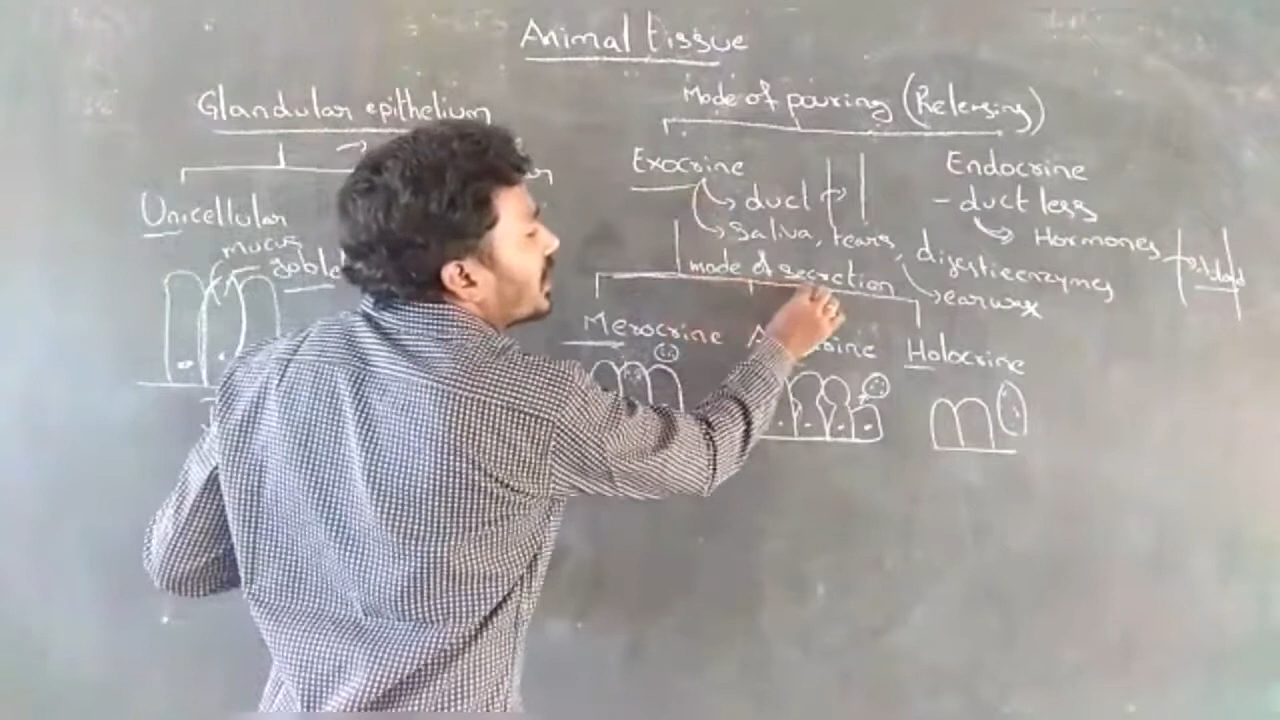 Animal tissue
Glandular epithelium
Unicellular
mucus
goblet
Mode of pouring (Releasing)
Exocrine
duct
saliva, tears, digestive enzymes
earwax
Endocrine
- duct less
Hormones
mode of secretion
Merocrine
Holocrine